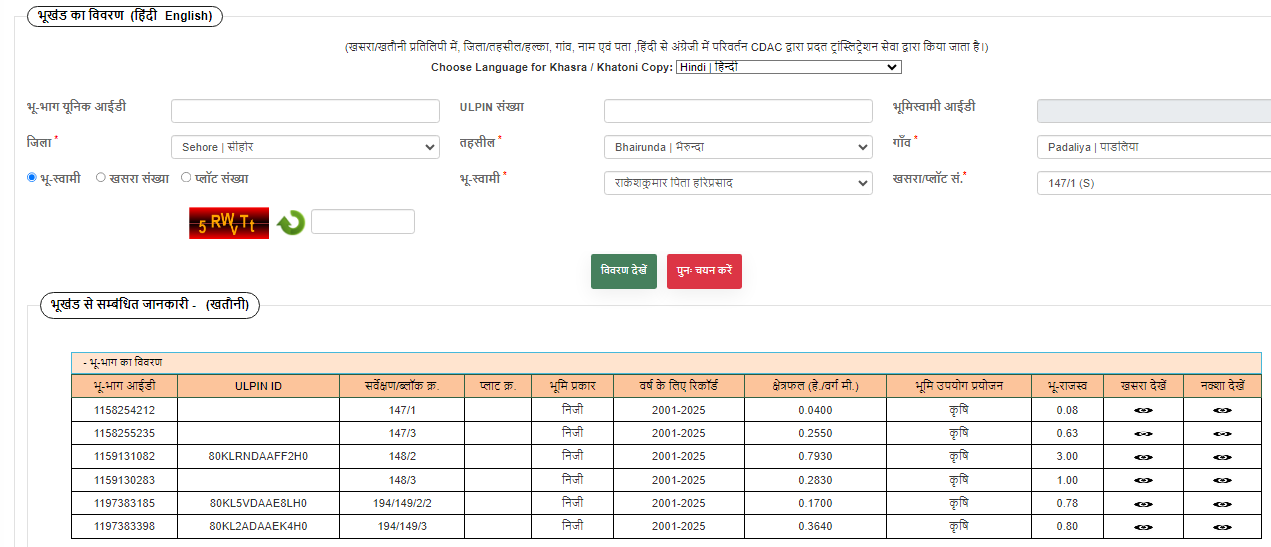 भूखंड का विवरण (हिंदी English)
(खसरा/खतौनी प्रतिलिपी में, जिला/तहसील/हल्का, गांव, नाम एवं पता ,हिंदी से अंग्रेजी में परिवर्तन CDAC द्वारा प्रदत ट्रांस्लिट्रेशन सेवा द्वारा किया जाता है।)
Choose Language for Khasra / Khatoni Copy: Hindi | हिन्दी
भू-भाग यूनिक आईडी ULPIN संख्या भूमिस्वामी आईडी
जिला * Sehore | सीहोर तहसील * Bhairunda | भैरुन्दा गाँव * Padaliya | पाडलिया
भू-स्वामी खसरा संख्या प्लॉट संख्या भू-स्वामी * राकेशकुमार पिता हरिप्रसाद खसरा/प्लॉट सं.* 147/1 (S)
5 R W V T t
विवरण देखें पुनः चयन करें
भूखंड से सम्बंधित जानकारी - (खतौनी)
- भू-भाग का विवरण
भू-भाग आईडी ULPIN ID सर्वेक्षण/ब्लॉक क्र. प्लाट क्र. भूमि प्रकार वर्ष के लिए रिकॉर्ड क्षेत्रफल (हे./वर्ग मी.) भूमि उपयोग प्रयोजन भू-राजस्व खसरा देखें नक्शा देखें
1158254212 147/1 निजी 2001-2025 0.0400 कृषि 0.08
1158255235 147/3 निजी 2001-2025 0.2550 कृषि 0.63
1159131082 80KLRNDAAFF2H0 148/2 निजी 2001-2025 0.7930 कृषि 3.00
1159130283 148/3 निजी 2001-2025 0.2830 कृषि 1.00
1197383185 80KL5VDAAE8LH0 194/149/2/2 निजी 2001-2025 0.1700 कृषि 0.78
1197383398 80KL2ADAAEK4H0 194/149/3 निजी 2001-2025 0.3640 कृषि 0.80